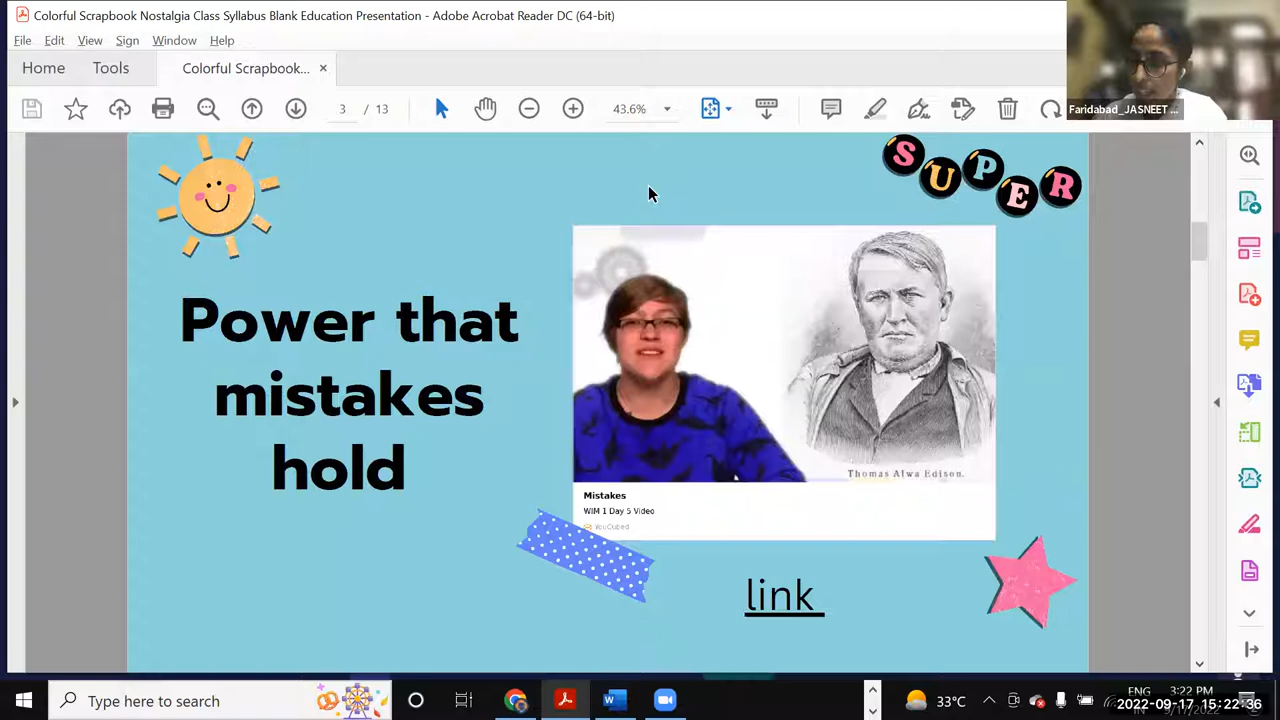 Colorful Scrapbook Nostalgia Class Syllabus Blank Education Presentation - Adobe Acrobat Reader DC (64-bit)
File Edit View Sign Window Help
Home Tools Colorful Scrapbook... ×
3 / 13 43.6%
Faridabad_JASNEET ...
SUPER
Power that
mistakes
hold
Thomas Alwa Edison.
Mistakes
WIM 1 Day 5 Video
YouCubed
link
Type here to search
33°C
ENG
3:22 PM
2022-09-17 15:22:36